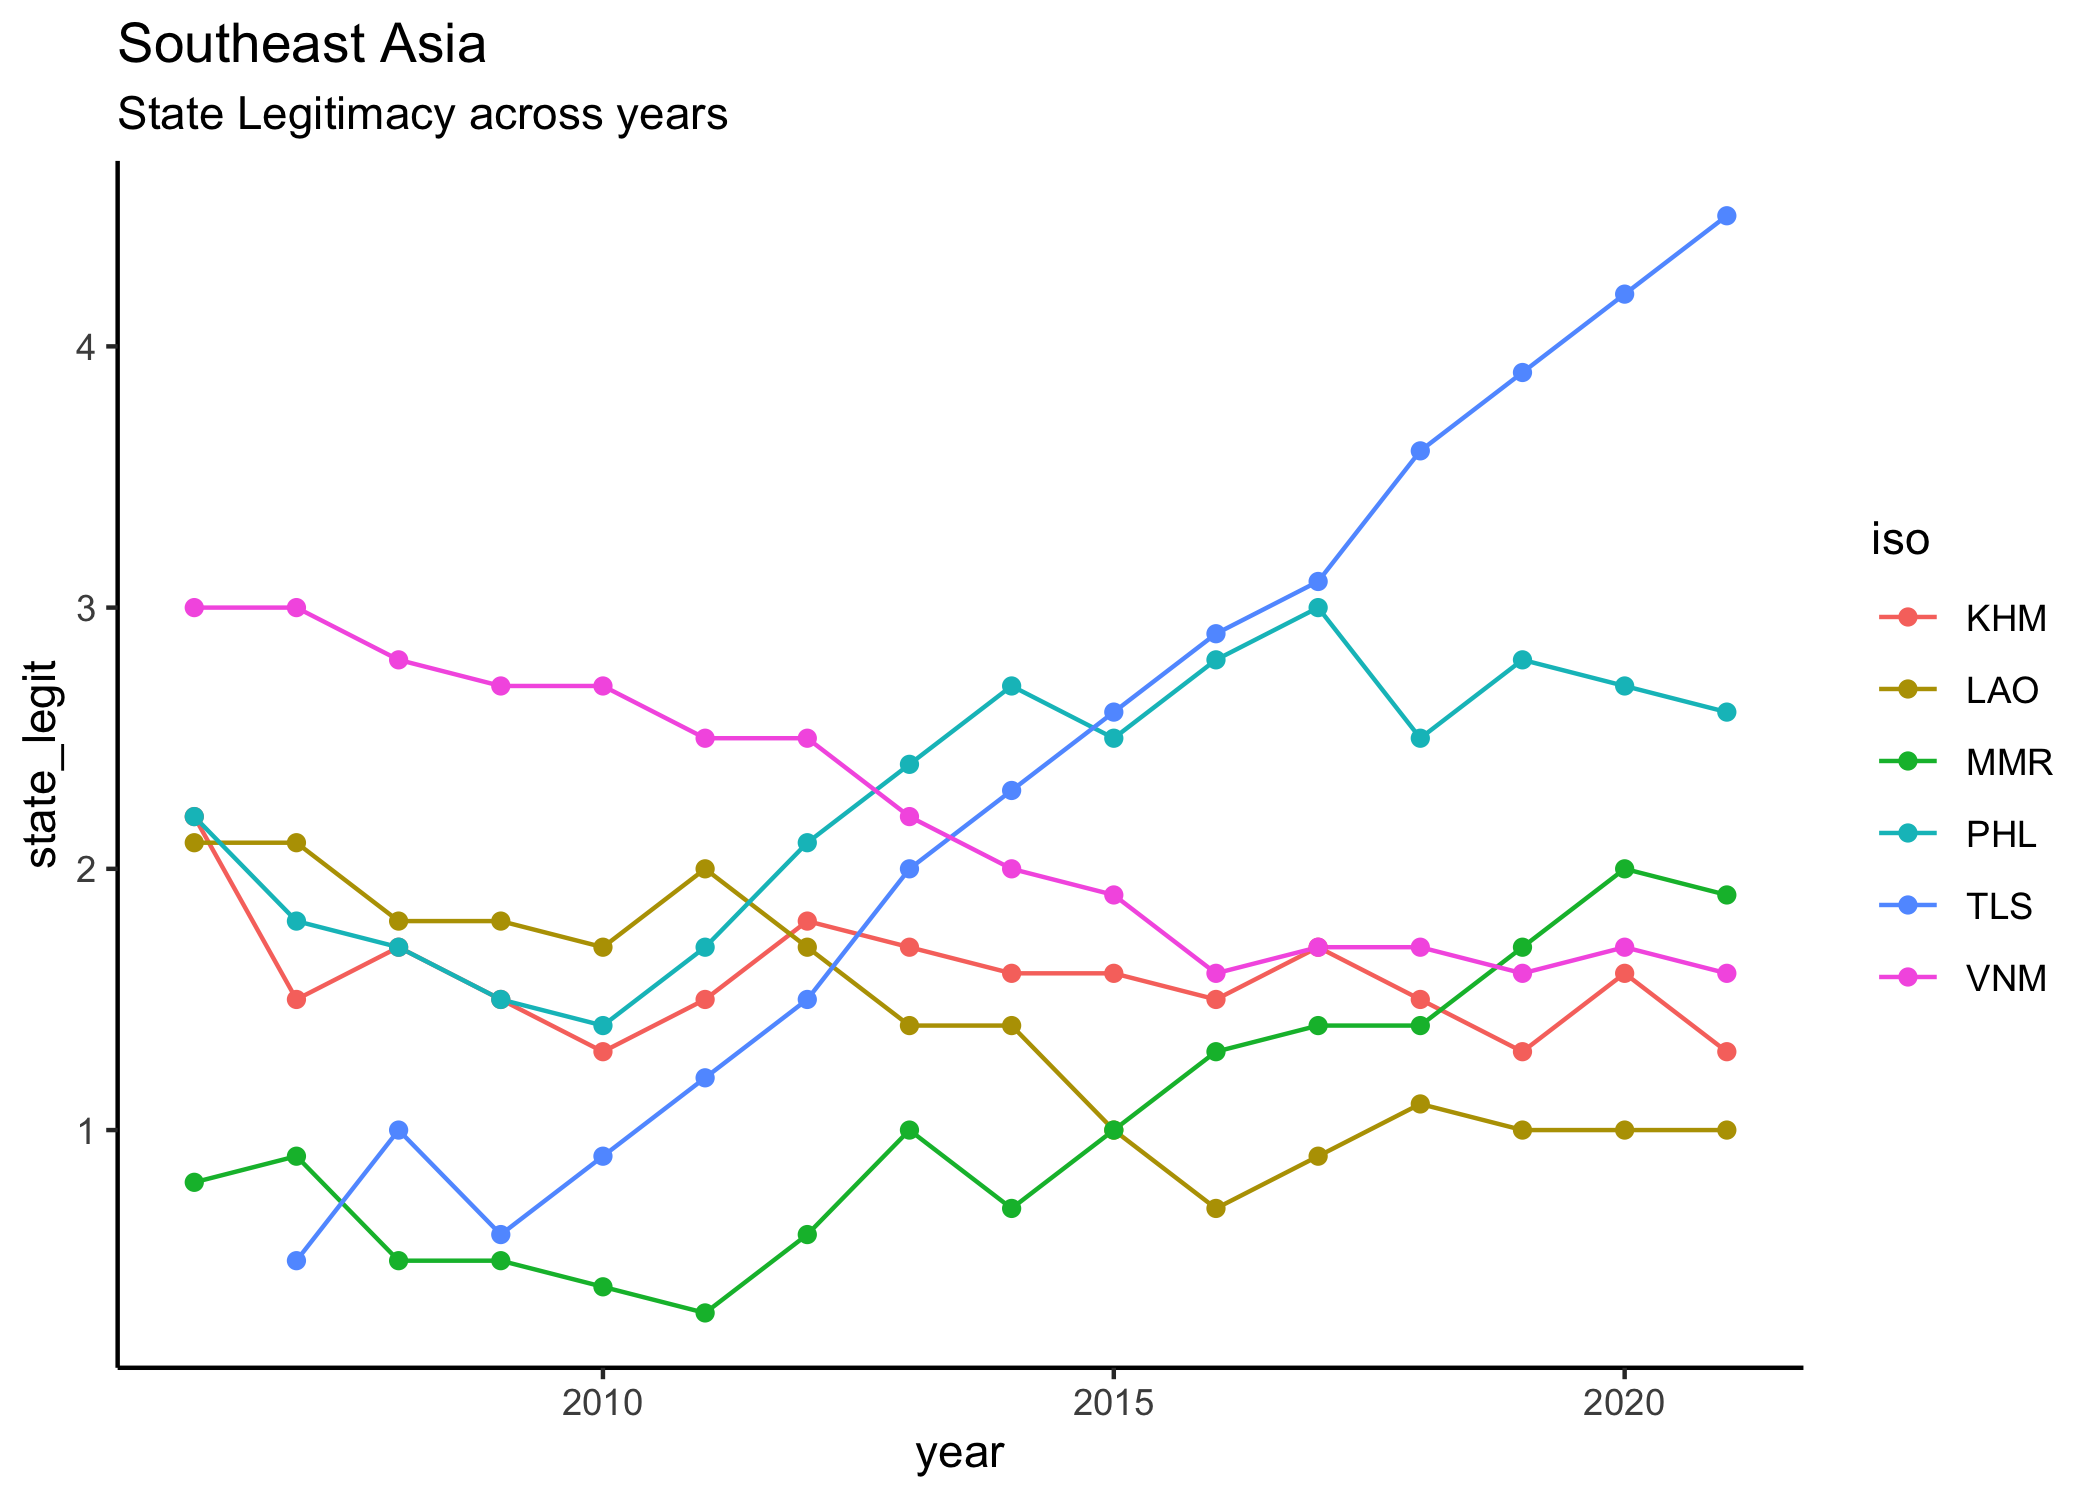 Southeast Asia
State Legitimacy across years
state_legit
4
3
2
1
2010 2015 2020
year
iso
KHM
LAO
MMR
PHL
TLS
VNM